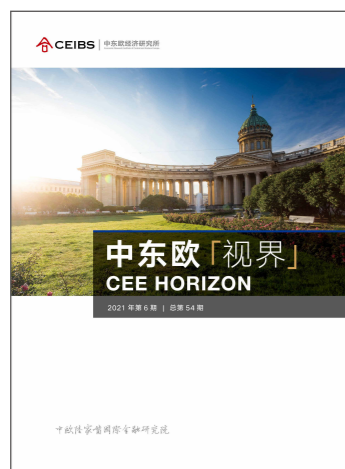 CEIBS | 中东欧经济研究所
中东欧「视界」
CEE HORIZON
2021 年第 6 期 | 总第 54 期
中欧陆家嘴国际金融研究院